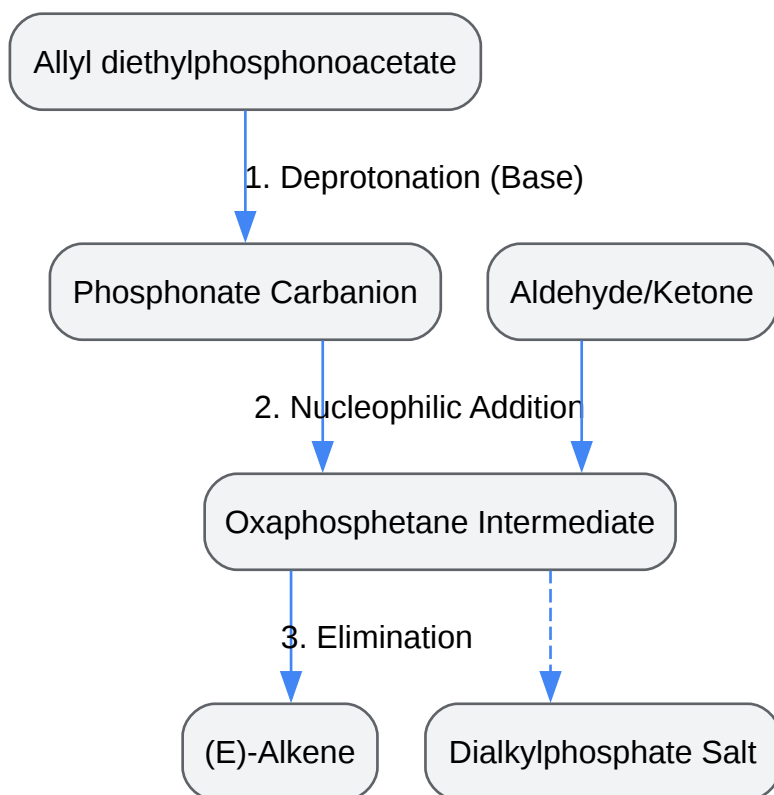 Allyl diethylphosphonoacetate
1. Deprotonation (Base)
Phosphonate Carbanion
Aldehyde/Ketone
2. Nucleophilic Addition
Oxaphosphetane Intermediate
3. Elimination
(E)-Alkene
Dialkylphosphate Salt